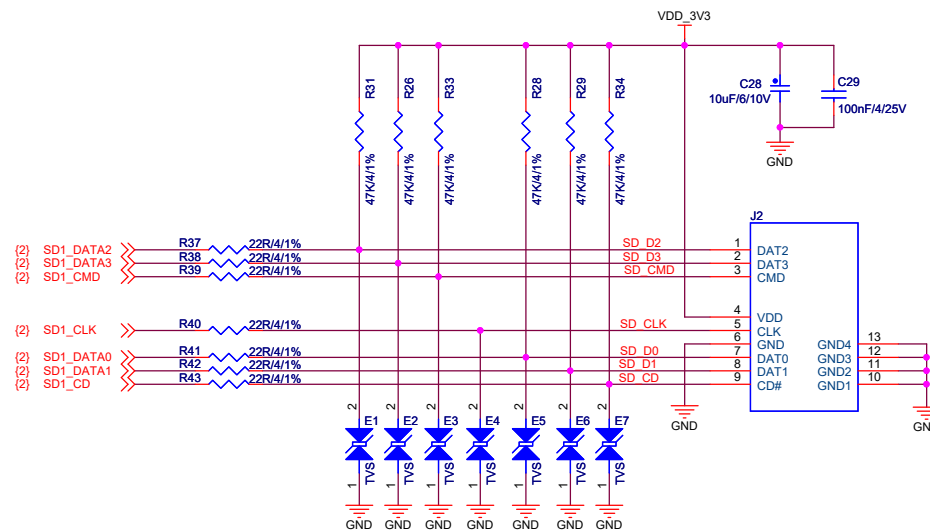 VDD_3V3
R31
R26
R33
R28
R29
R34
47K/4/1%
47K/4/1%
47K/4/1%
47K/4/1%
47K/4/1%
47K/4/1%
C28
10uF/6/10V
C29
100nF/4/25V
GND
J2
{2} SD1_DATA2 R37 22R/4/1% SD_D2 1 DAT2
{2} SD1_DATA3 R38 22R/4/1% SD_D3 2 DAT3
{2} SD1_CMD R39 22R/4/1% SD_CMD 3 CMD
4 VDD
{2} SD1_CLK R40 22R/4/1% SD_CLK 5 CLK
6 GND GND4 13
{2} SD1_DATA0 R41 22R/4/1% SD_D0 7 DAT0 GND3 12
{2} SD1_DATA1 R42 22R/4/1% SD_D1 8 DAT1 GND2 11
{2} SD1_CD R43 22R/4/1% SD_CD 9 CD# GND1 10
GND
GND
2 E1 TVS 1 GND
2 E2 TVS 1 GND
2 E3 TVS 1 GND
2 E4 TVS 1 GND
2 E5 TVS 1 GND
2 E6 TVS 1 GND
2 E7 TVS 1 GND